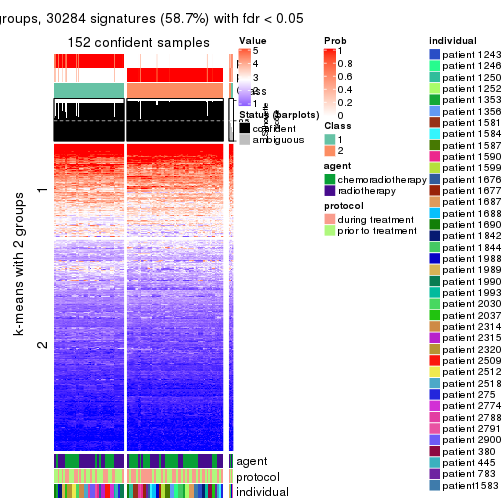 groups, 30284 signatures (58.7%) with fdr < 0.05
152 confident samples
Value
5
4
3
2
1
Status (barplots)
confident
ambiguous
Prob
1
0.8
0.6
0.4
0.2
0
Class
1
2
agent
chemoradiotherapy
radiotherapy
protocol
during treatment
prior to treatment
individual
patient 1243
patient 1246
patient 1250
patient 1252
patient 1353
patient 1356
patient 1581
patient 1584
patient 1587
patient 1590
patient 1599
patient 1676
patient 1677
patient 1687
patient 1688
patient 1690
patient 1842
patient 1844
patient 1988
patient 1989
patient 1990
patient 1993
patient 2030
patient 2037
patient 2314
patient 2315
patient 2320
patient 2509
patient 2512
patient 2518
patient 275
patient 2774
patient 2788
patient 2791
patient 2900
patient 380
patient 445
patient 783
patient1583
k-means with 2 groups
1
2
agent
protocol
individual